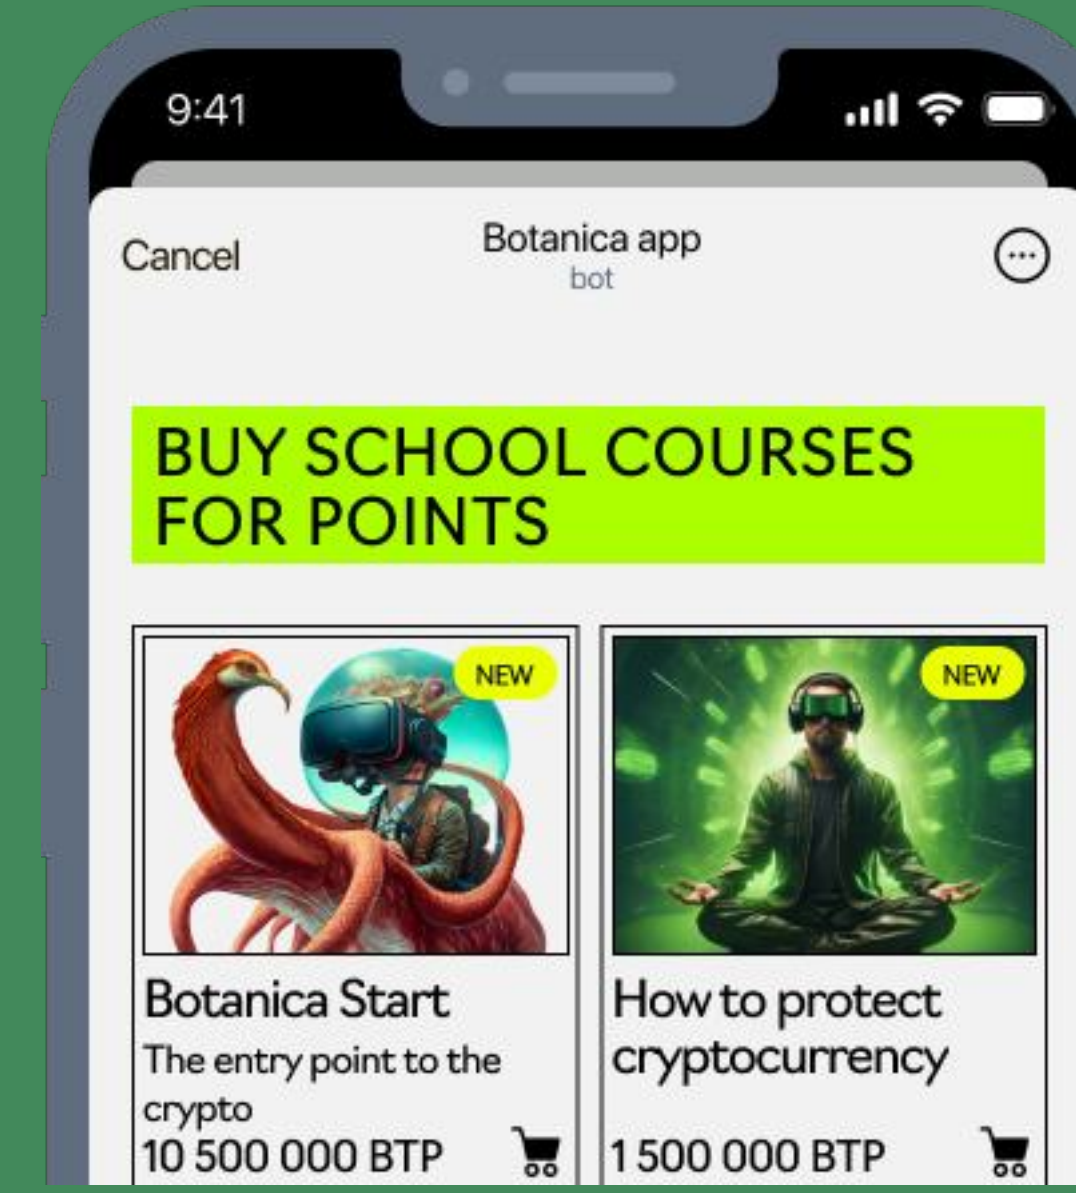 9:41
Cancel
Botanica app
bot
BUY SCHOOL COURSES
FOR POINTS
NEW
NEW
Botanica Start
The entry point to the
crypto
10 500 000 BTP
How to protect
cryptocurrency
1 500 000 BTP